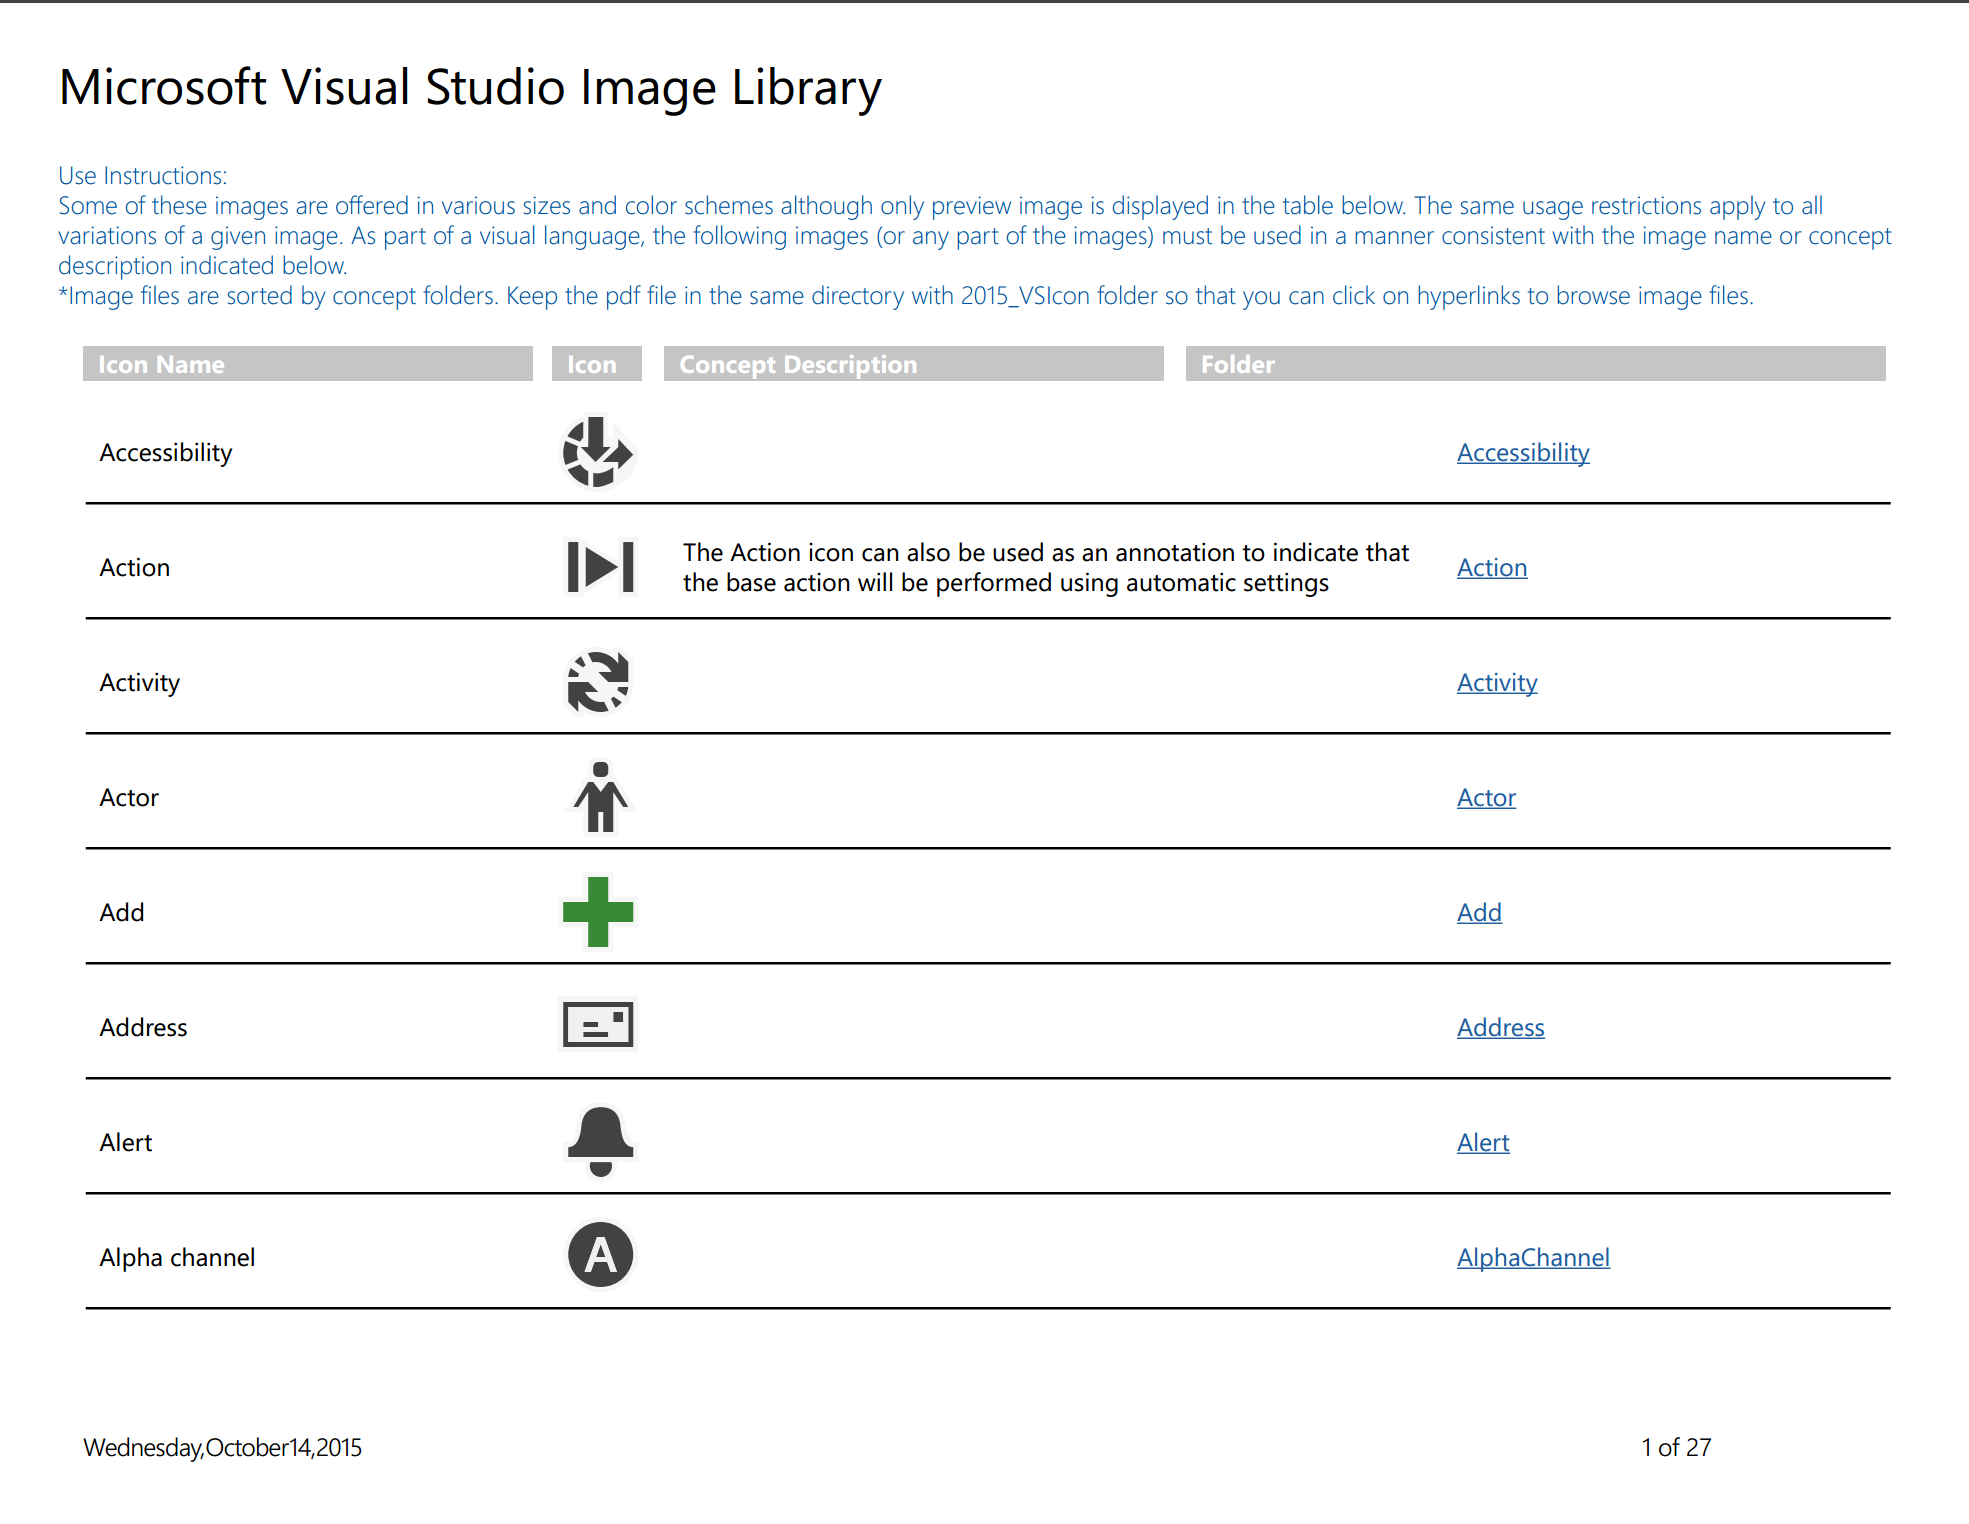 Microsoft Visual Studio Image Library
Use Instructions:
Some of these images are offered in various sizes and color schemes although only preview image is displayed in the table below. The same usage restrictions apply to all
variations of a given image. As part of a visual language, the following images (or any part of the images) must be used in a manner consistent with the image name or concept
description indicated below.
*Image files are sorted by concept folders. Keep the pdf file in the same directory with 2015_VSIcon folder so that you can click on hyperlinks to browse image files.
Icon Name Icon Concept Description Folder
Accessibility Accessibility
Action The Action icon can also be used as an annotation to indicate that
the base action will be performed using automatic settings Action
Activity Activity
Actor Actor
Add Add
Address Address
Alert Alert
Alpha channel A AlphaChannel
Wednesday,October14,2015 1 of 27